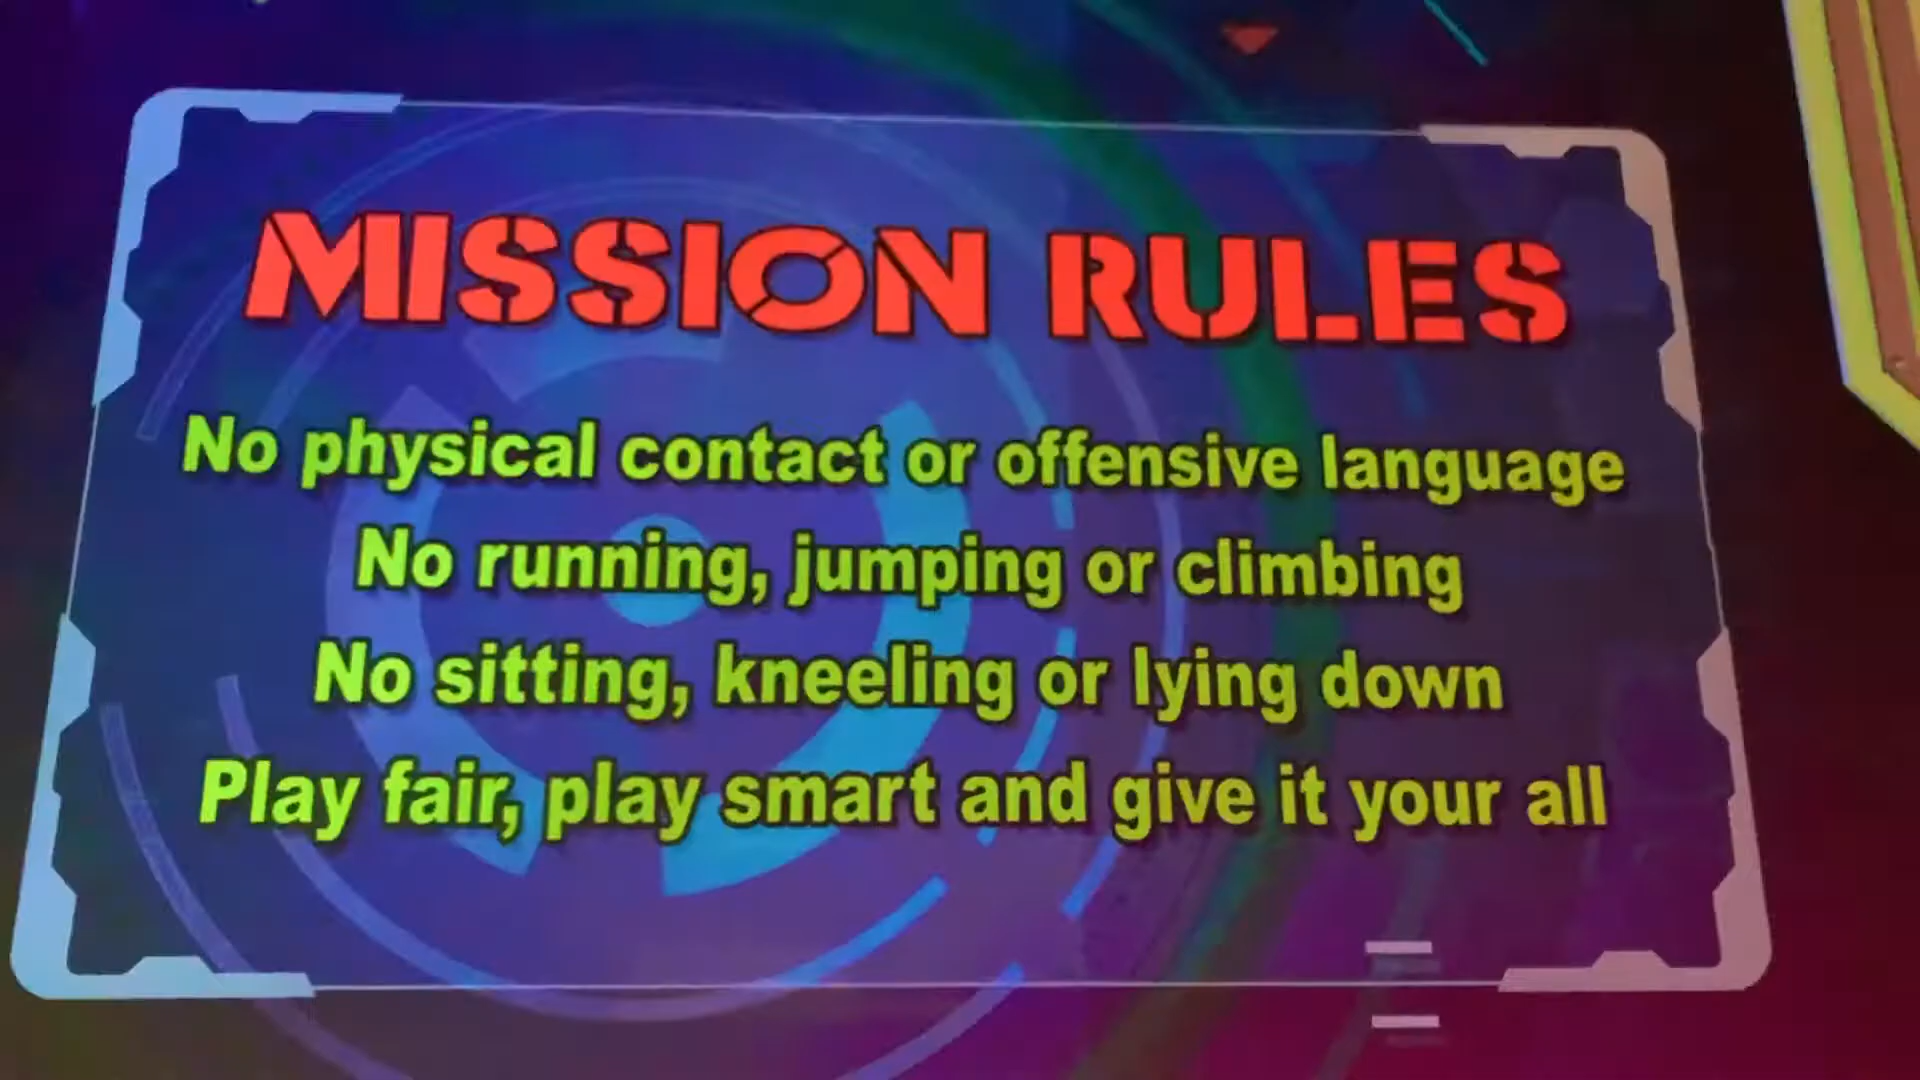 MISSION RULES
No physical contact or offensive language
No running, jumping or climbing
No sitting, kneeling or lying down
Play fair, play smart and give it your all